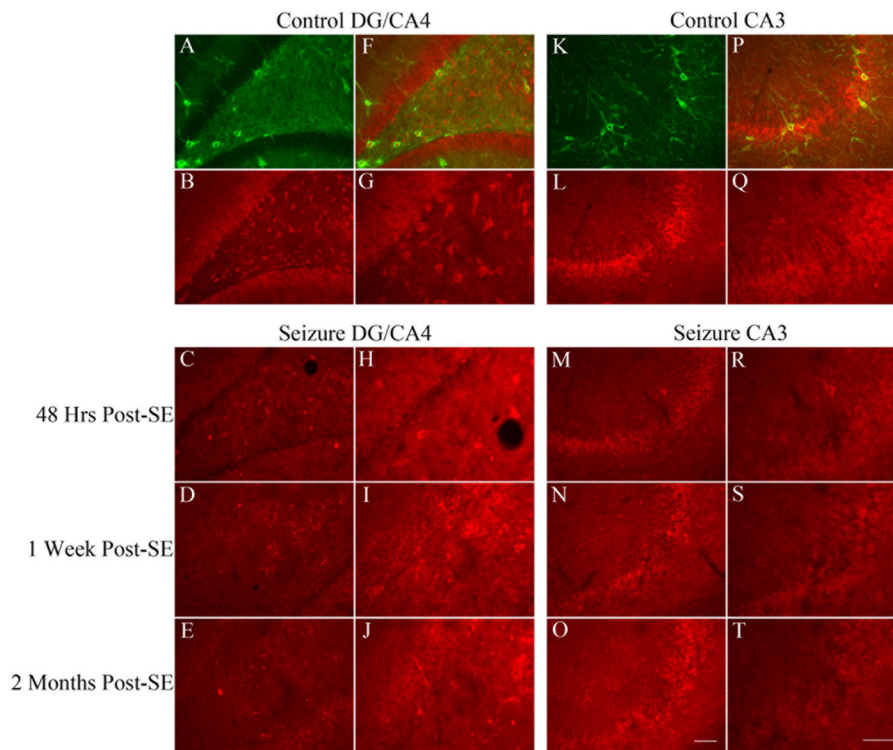 Control DG/CA4 Control CA3
A F K P
B G L Q
Seizure DG/CA4 Seizure CA3
C H M R
48 Hrs Post-SE
D I N S
1 Week Post-SE
E J O T
2 Months Post-SE